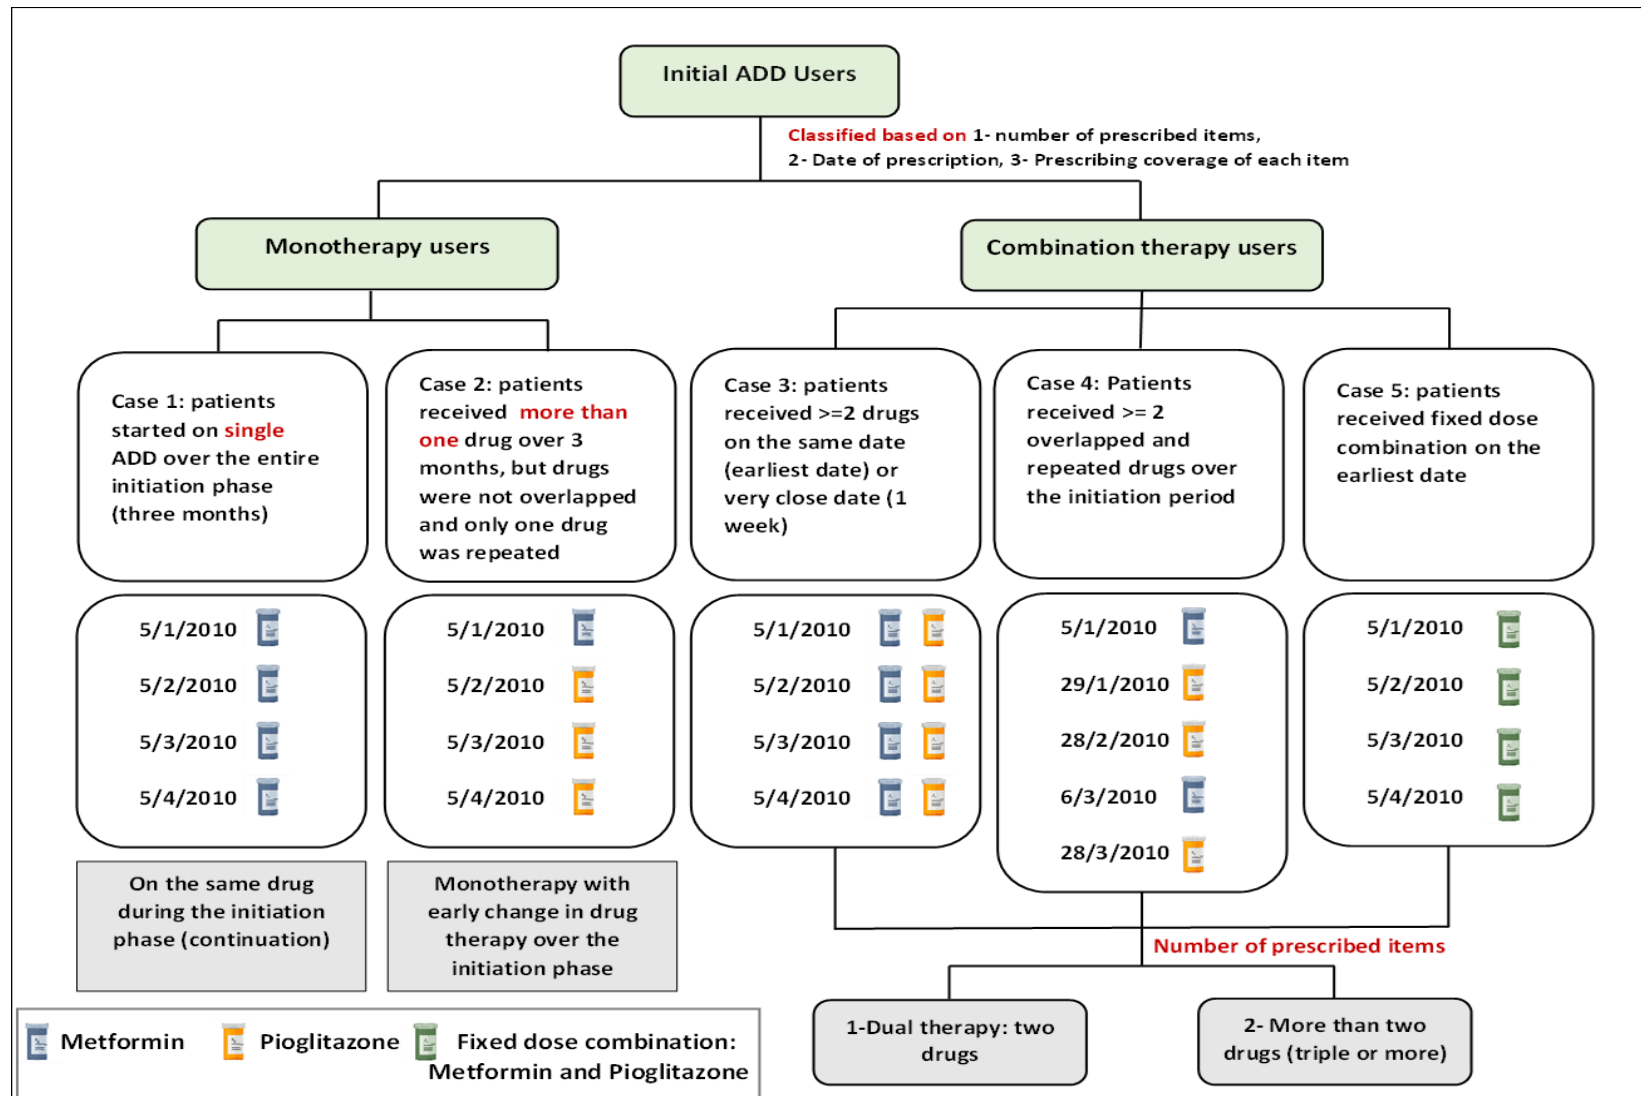 Initial ADD Users
Classified based on 1- number of prescribed items,
2- Date of prescription, 3- Prescribing coverage of each item
Monotherapy users
Combination therapy users
Case 1: patients
started on single
ADD over the entire
initiation phase
(three months)
Case 2: patients
received more than
one drug over 3
months, but drugs
were not overlapped
and only one drug
was repeated
Case 3: patients
received >=2 drugs
on the same date
(earliest date) or
very close date (1
week)
Case 4: Patients
received >= 2
overlapped and
repeated drugs over
the initiation period
Case 5: patients
received fixed dose
combination on the
earliest date
5/1/2010
5/2/2010
5/3/2010
5/4/2010
5/1/2010
5/2/2010
5/3/2010
5/4/2010
5/1/2010
5/2/2010
5/3/2010
5/4/2010
5/1/2010
29/1/2010
28/2/2010
6/3/2010
28/3/2010
5/1/2010
5/2/2010
5/3/2010
5/4/2010
On the same drug
during the initiation
phase (continuation)
Monotherapy with
early change in drug
therapy over the
initiation phase
Number of prescribed items
1-Dual therapy: two
drugs
2- More than two
drugs (triple or more)
Metformin
Pioglitazone
Fixed dose combination:
Metformin and Pioglitazone